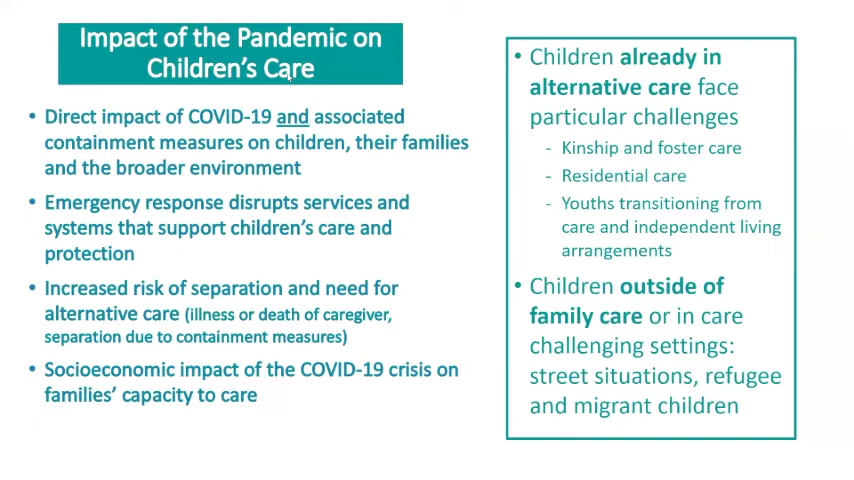 Impact of the Pandemic on
Children's Care
• Direct impact of COVID-19 and associated
containment measures on children, their families
and the broader environment
• Emergency response disrupts services and
systems that support children's care and
protection
• Increased risk of separation and need for
alternative care (illness or death of caregiver,
separation due to containment measures)
• Socioeconomic impact of the COVID-19 crisis on
families' capacity to care
• Children already in
alternative care face
particular challenges
- Kinship and foster care
- Residential care
- Youths transitioning from
care and independent living
arrangements
• Children outside of
family care or in care
challenging settings:
street situations, refugee
and migrant children